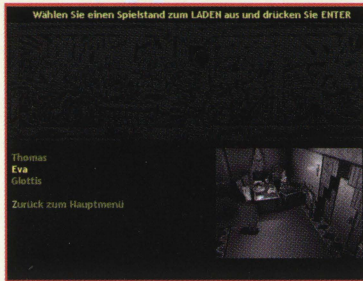 Wählen Sie einen Spielstand zum LADEN aus und drücken Sie ENTER
Thomas
Eva
Glottis
Zurück zum Hauptmenü